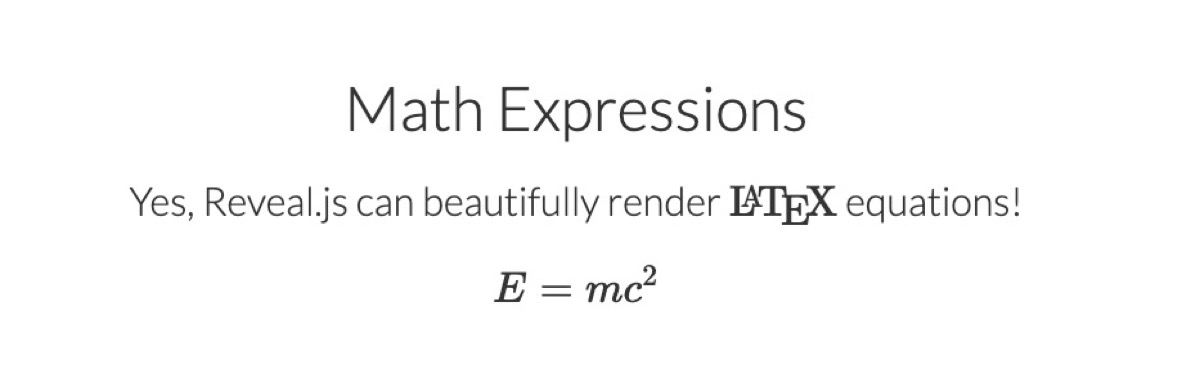 Math Expressions
Yes, Reveal.js can beautifully render LATEX equations!
E = mc²